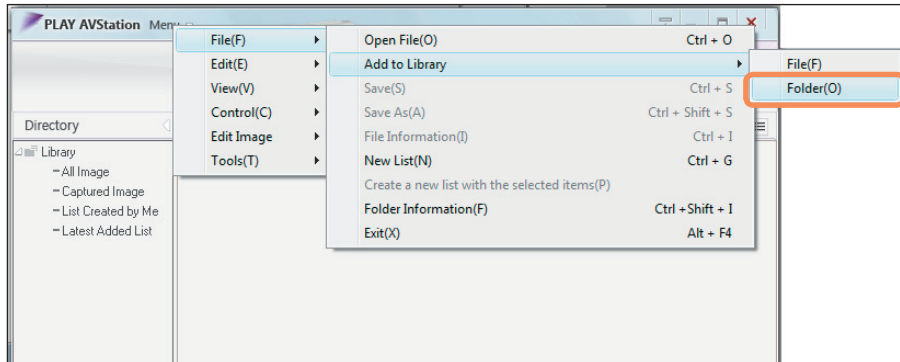 PLAY AVStation Menu
File(F)
Edit(E)
View(V)
Control(C)
Edit Image
Tools(T)
Open File(O) Ctrl + O
Add to Library
Save(S) Ctrl + S
Save As(A) Ctrl + Shift + S
File Information(I) Ctrl + I
New List(N) Ctrl + G
Create a new list with the selected items(P)
Folder Information(F) Ctrl +Shift + I
Exit(X) Alt + F4
File(F)
Folder(O)
Directory
Library
All Image
Captured Image
List Created by Me
Latest Added List